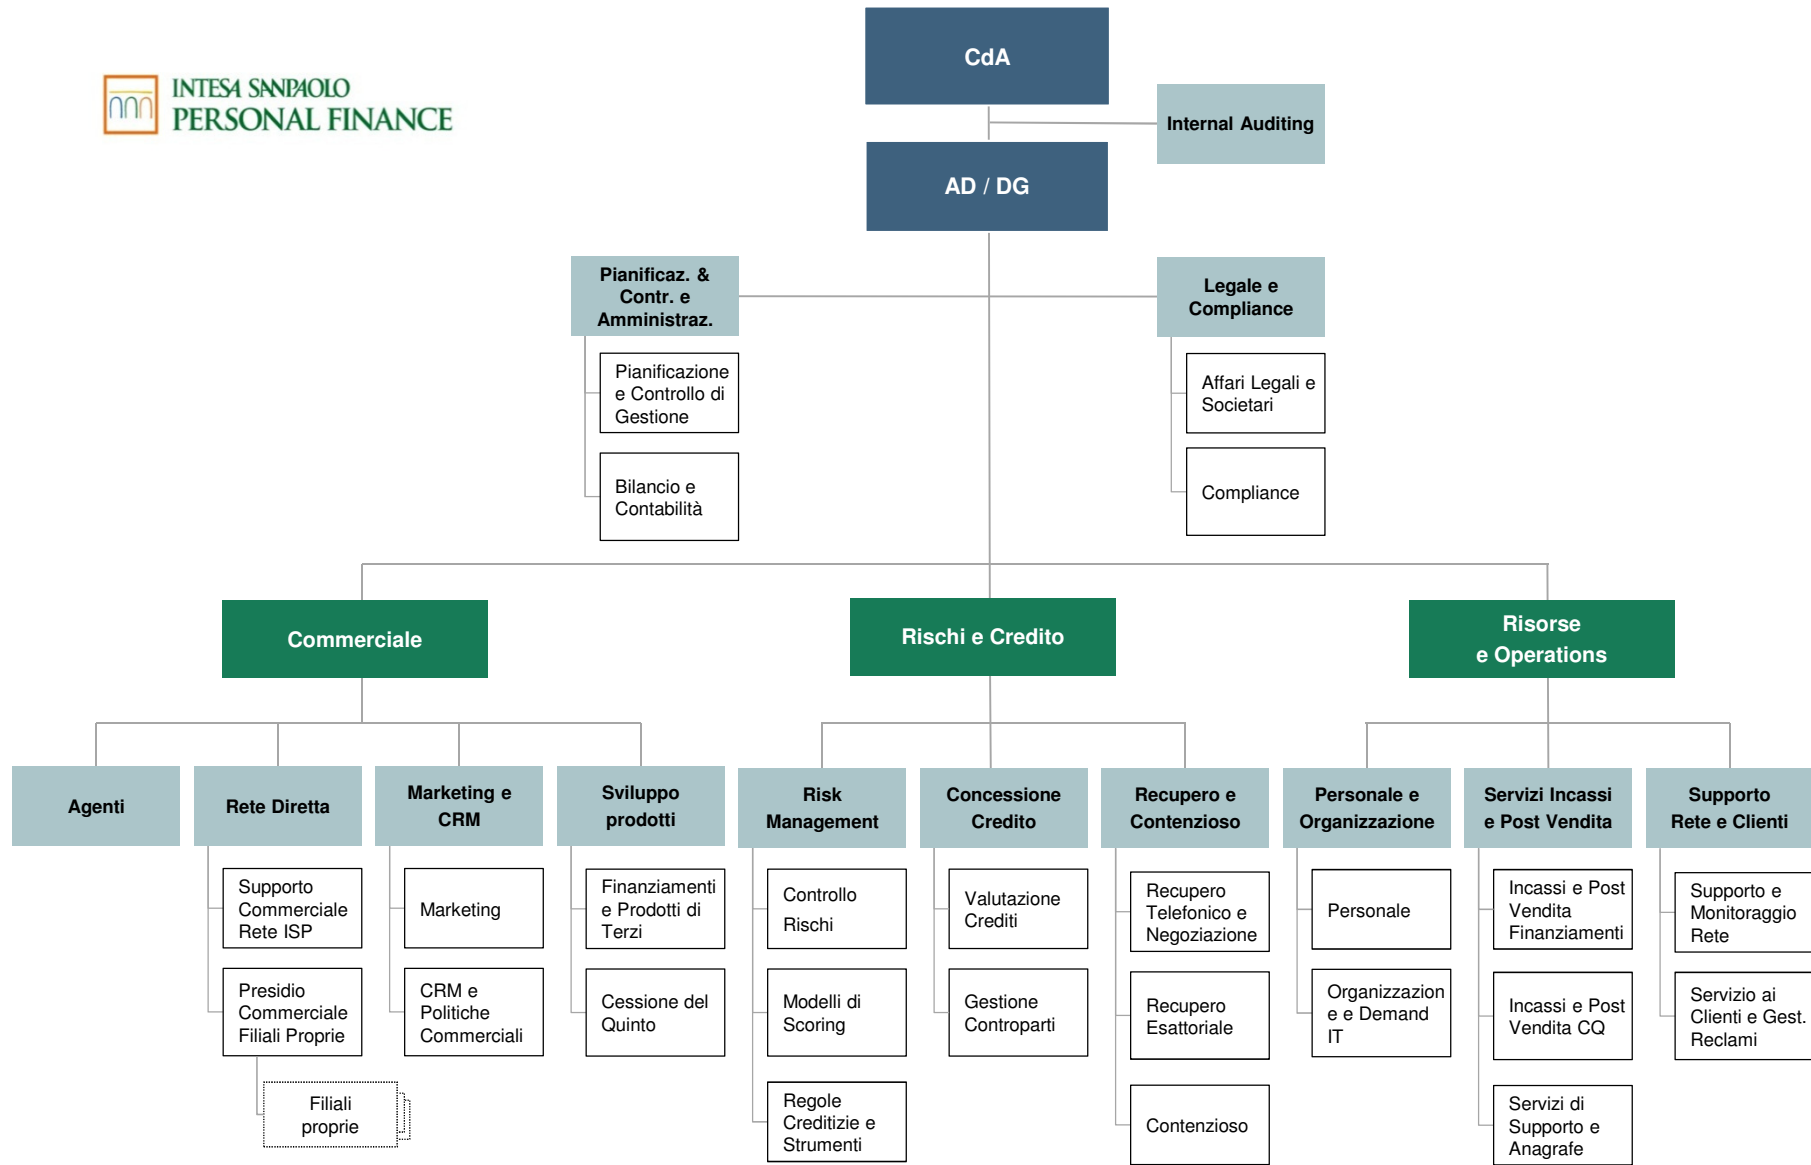 INTESA SANPAOLO
PERSONAL FINANCE
CdA
Internal Auditing
AD / DG
Pianificaz. &
Contr. e
Amministraz.
Legale e
Compliance
Pianificazione
e Controllo di
Gestione
Affari Legali e
Societari
Bilancio e
Contabilità
Compliance
Commerciale
Rischi e Credito
Risorse
e Operations
Agenti
Rete Diretta
Marketing e
CRM
Sviluppo
prodotti
Risk
Management
Concessione
Credito
Recupero e
Contenzioso
Personale e
Organizzazione
Servizi Incassi
e Post Vendita
Supporto
Rete e Clienti
Supporto
Commerciale
Rete ISP
Marketing
Finanziamenti
e Prodotti di
Terzi
Controllo
Rischi
Valutazione
Crediti
Recupero
Telefonico e
Negoziazione
Personale
Incassi e Post
Vendita
Finanziamenti
Supporto e
Monitoraggio
Rete
Presidio
Commerciale
Filiali Proprie
CRM e
Politiche
Commerciali
Cessione del
Quinto
Modelli di
Scoring
Gestione
Controparti
Recupero
Esattoriale
Organizzazion
e e Demand
IT
Incassi e Post
Vendita CQ
Servizio ai
Clienti e Gest.
Reclami
Filiali
proprie
Regole
Creditizie e
Strumenti
Contenzioso
Servizi di
Supporto e
Anagrafe